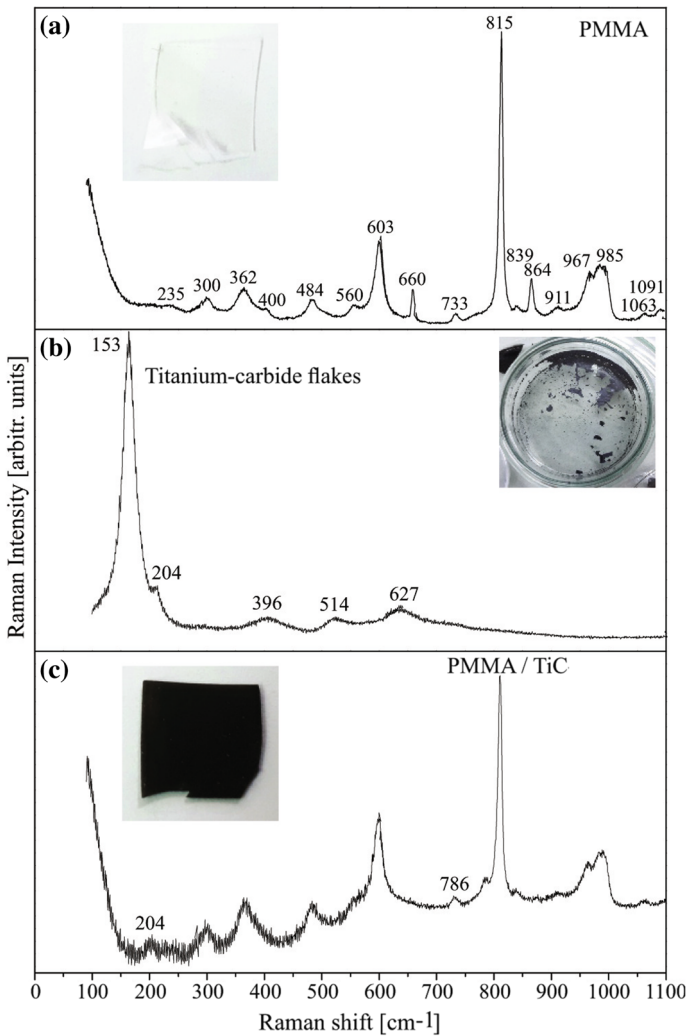 (a)
PMMA
815
603
235
300
362
400
484
560
660
733
839
864
911
967
985
1091
1063
(b)
153
Titanium-carbide flakes
204
396
514
627
(c)
PMMA / TiC
204
786
0 100 200 300 400 500 600 700 800 900 1000 1100
Raman shift [cm-1]
Raman Intensity [arbitr. units]